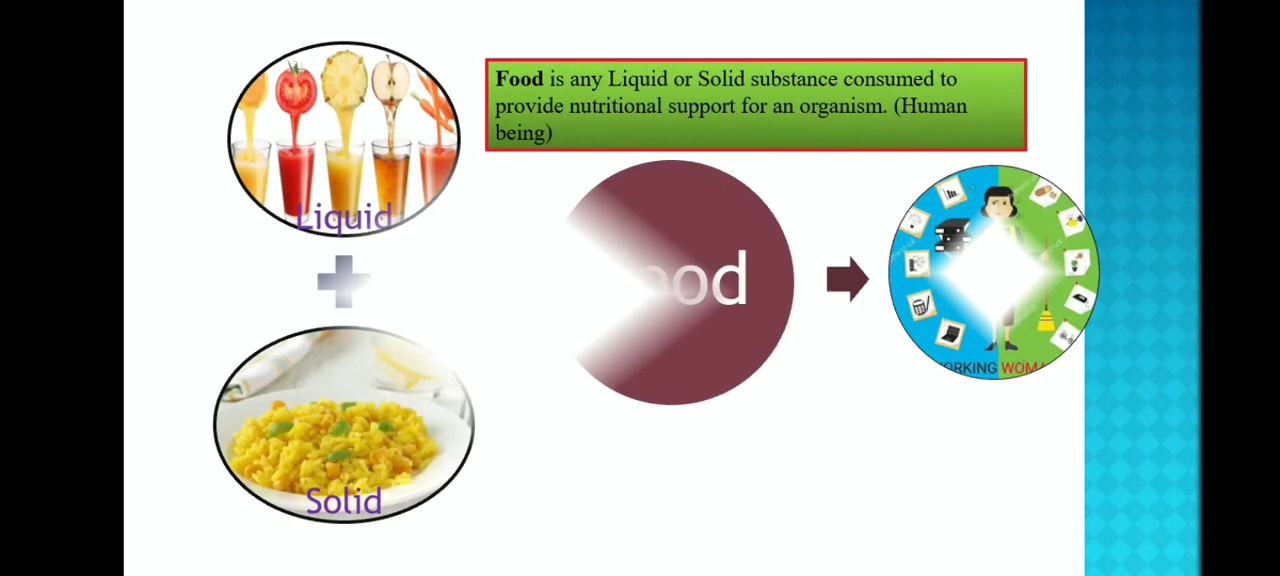 Food is any Liquid or Solid substance consumed to
provide nutritional support for an organism. (Human
being)
Liquid
ood
ORKING WOMA
Solid